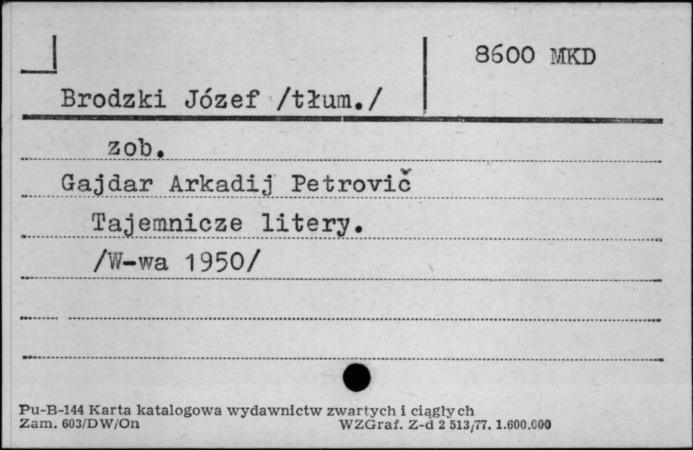 8600 MKD
Brodzki Józef /tłum./
zob.
Gajdar Arkadij Petrovič
Tajemnicze litery.
/W-wa 1950/
Pu-B-144 Karta katalogowa wydawnictw zwartych i ciągłych
Zam. 603/DW/On WZGraf. Z-d 2 513/77. 1.600.000